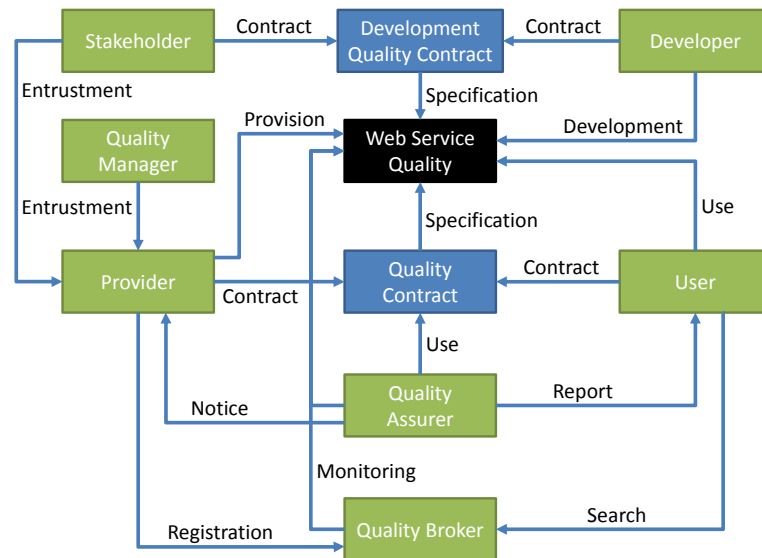 Stakeholder
Contract
Development
Quality Contract
Contract
Developer
Entrustment
Specification
Provision
Development
Quality
Manager
Web Service
Quality
Entrustment
Specification
Use
Provider
Contract
Quality
Contract
Contract
User
Use
Notice
Quality
Assurer
Report
Monitoring
Registration
Quality Broker
Search